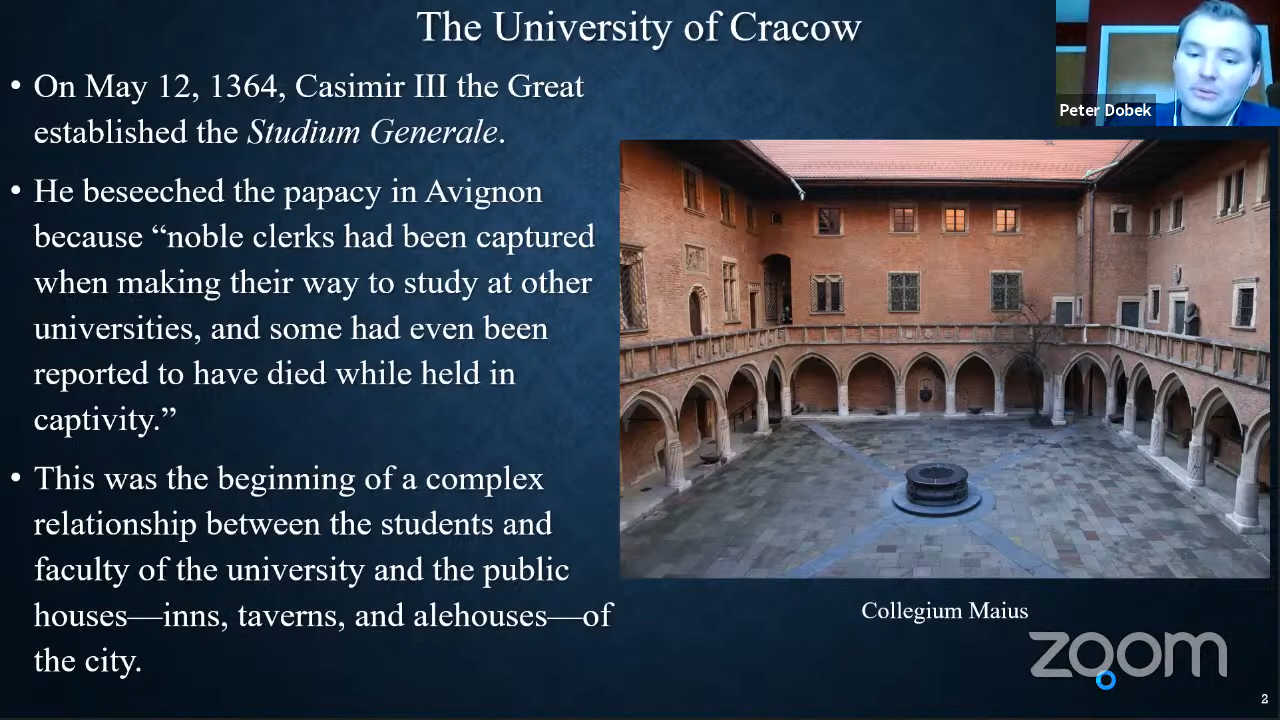 The University of Cracow
Peter Dobek
• On May 12, 1364, Casimir III the Great
established the Studium Generale.
• He beseeched the papacy in Avignon
because “noble clerks had been captured
when making their way to study at other
universities, and some had even been
reported to have died while held in
captivity.”
• This was the beginning of a complex
relationship between the students and
faculty of the university and the public
houses—inns, taverns, and alehouses—of
the city.
Collegium Maius
zoom
2